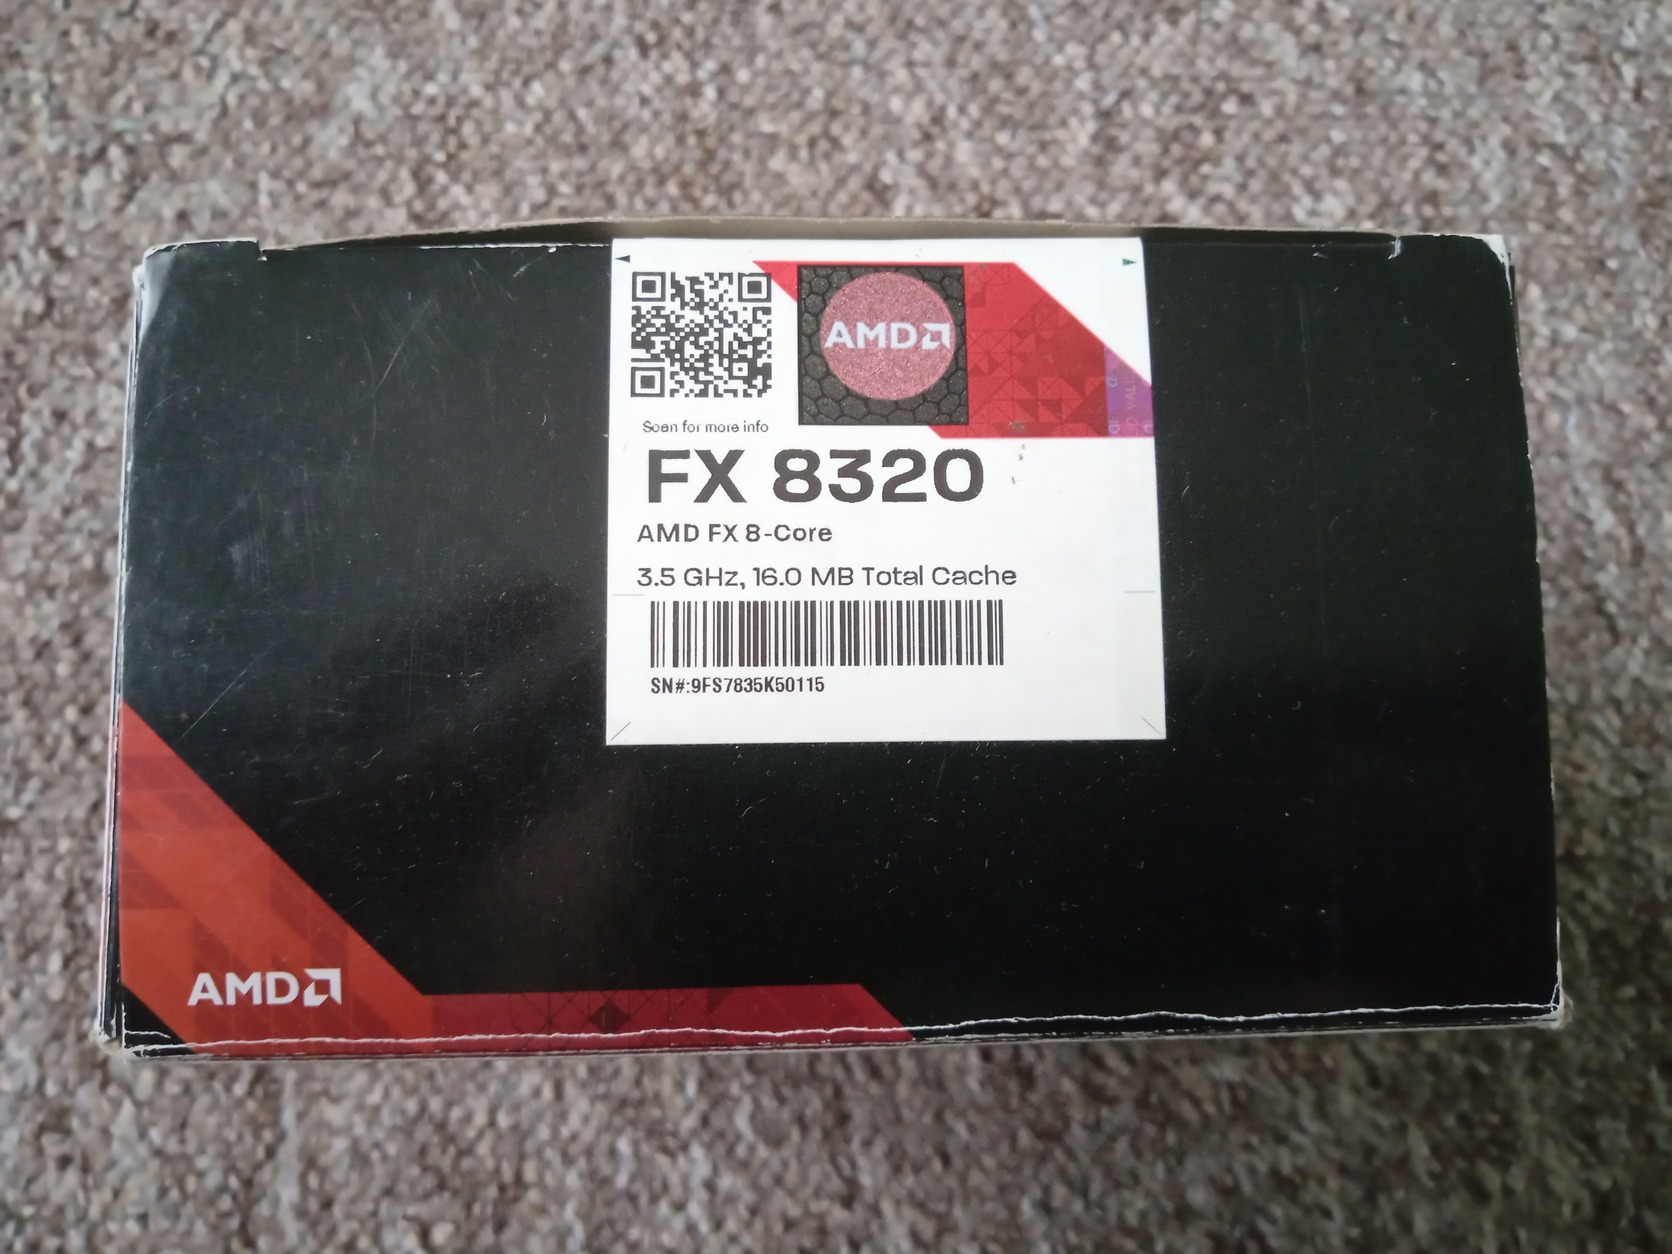 AMD
Scan for more info
FX 8320
AMD FX 8-Core
3.5 GHz, 16.0 MB Total Cache
SN#:9FS7835K50115
AMD